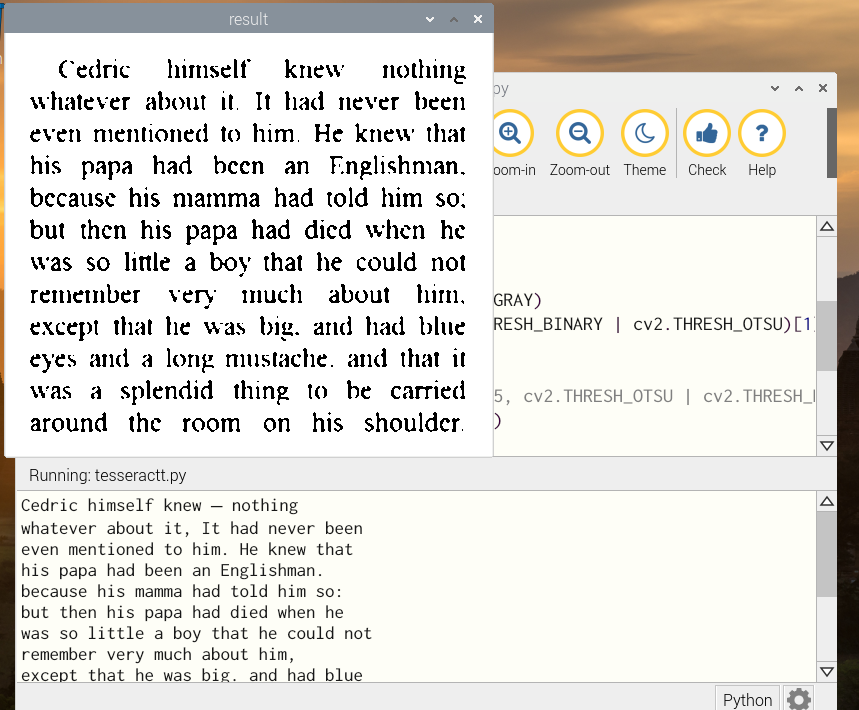 result
Cedric himself knew nothing
whatever about it. It had never been
even mentioned to him. He knew that
his papa had been an Englishman.
because his mamma had told him so;
but then his papa had died when he
was so little a boy that he could not
remember very much about him,
except that he was big, and had blue
eyes and a long mustache. and that it
was a splendid thing to be carried
around the room on his shoulder.
py
oom-in Zoom-out Theme Check Help
GRAY)
RESH_BINARY | cv2.THRESH_OTSU)[1]
5, cv2.THRESH_OTSU | cv2.THRESH_
)
Running: tesseractt.py
Cedric himself knew — nothing
whatever about it, It had never been
even mentioned to him. He knew that
his papa had been an Englishman.
because his mamma had told him so:
but then his papa had died when he
was so little a boy that he could not
remember very much about him,
except that he was big. and had blue
Python